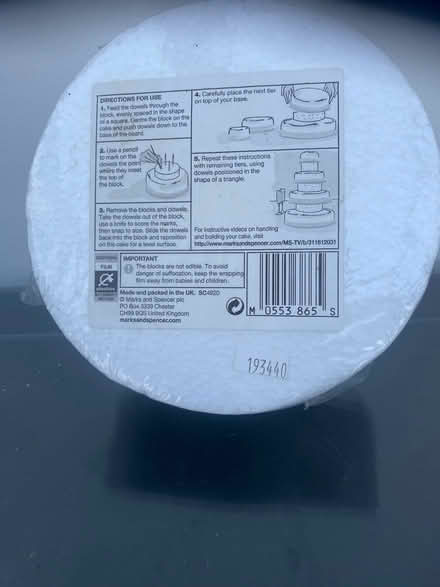 DIRECTIONS FOR USE
1. Feed the dowels through the
block, evenly spaced in the shape
of a square. Centre the block on the
cake and push dowels down to the
base of the board.
2. Use a pencil
to mark on the
dowels the point
where they meet
the top of
the block.
3. Remove the blocks and dowels.
Take the dowels out of the block,
use a knife to score the marks,
then snap to size. Slide the dowels
back into the block and reposition
on the cake for a level surface.
4. Carefully place the next tier
on top of your base.
5. Repeat these instructions
with remaining tiers, using
dowels positioned in the
shape of a triangle.
For instructive videos on handling
and building your cake, visit
http://www.marksandspencer.com/MS-TV/b/311612031
FILM
IMPORTANT
The blocks are not edible. To avoid
danger of suffocation, keep the wrapping
film away from babies and children.
Made and packed in the UK. SC4920
© Marks and Spencer plc
PO Box 3339 Chester
CH99 9QS United Kingdom
marksandspencer.com
M 0553 865 S
193440